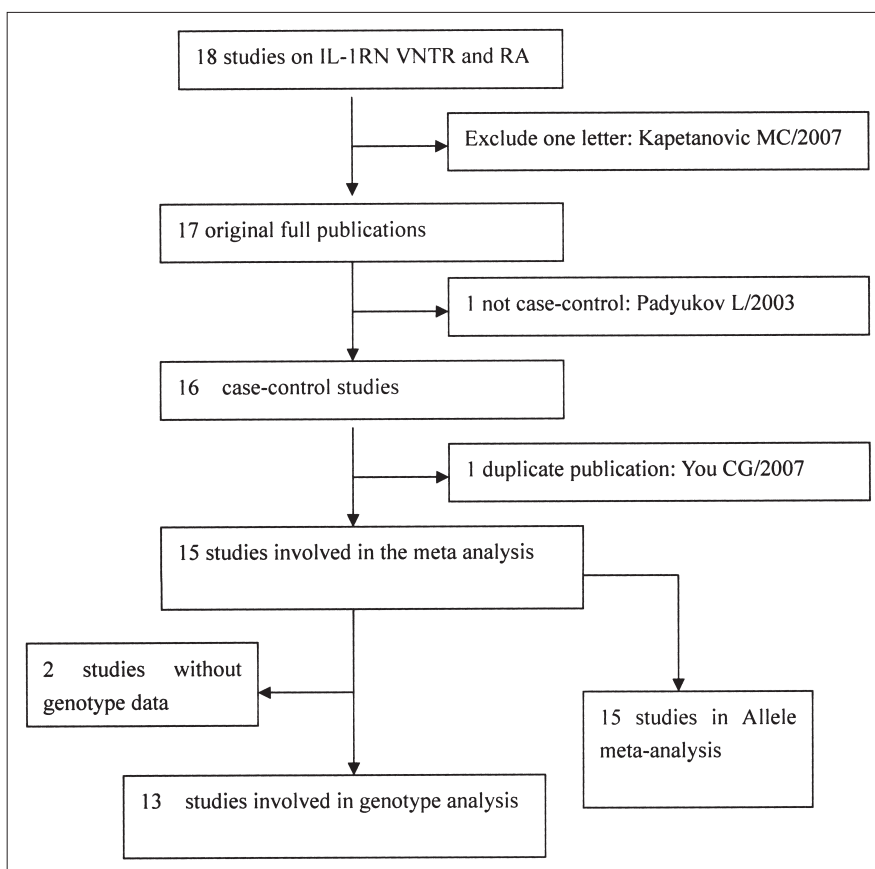 18 studies on IL-1RN VNTR and RA
Exclude one letter: Kapetanovic MC/2007
17 original full publications
1 not case-control: Padyukov L/2003
16 case-control studies
1 duplicate publication: You CG/2007
15 studies involved in the meta analysis
2 studies without
genotype data
15 studies in Allele
meta-analysis
13 studies involved in genotype analysis